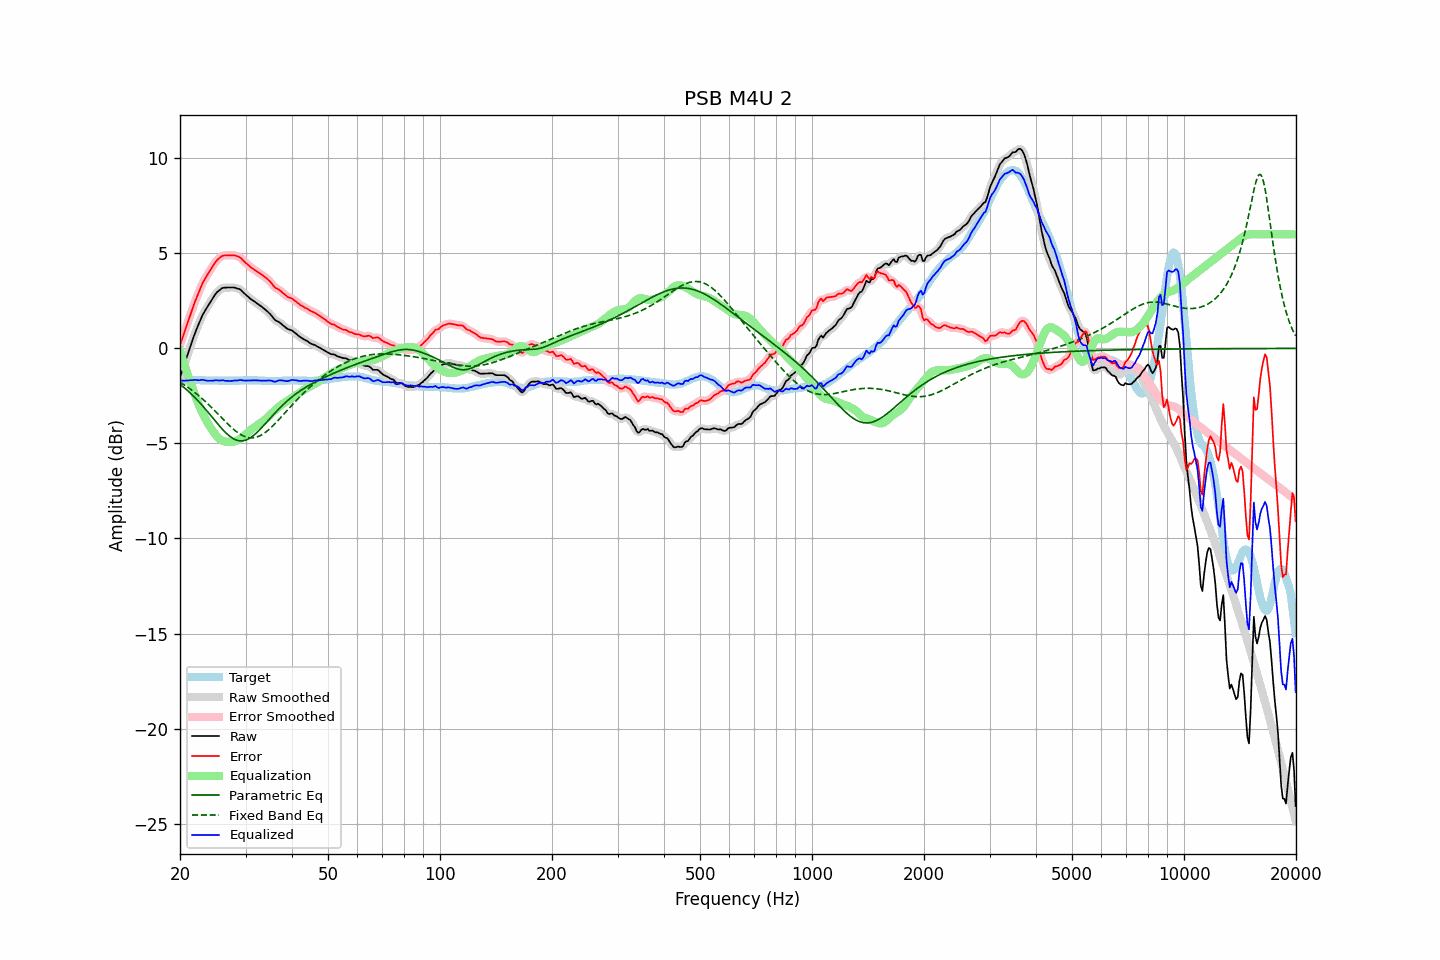 PSB M4U 2
Amplitude (dBr)
10
5
0
−5
−10
−15
−20
−25
Target
Raw Smoothed
Error Smoothed
Raw
Error
Equalization
Parametric Eq
Fixed Band Eq
Equalized
20 50 100 200 500 1000 2000 5000 10000 20000
Frequency (Hz)